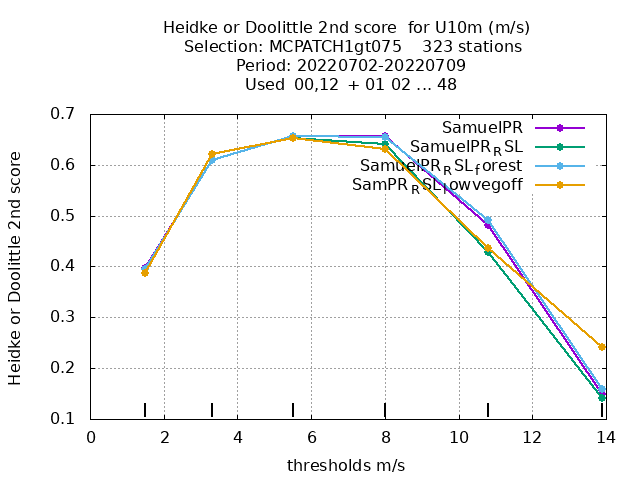 Heidke or Doolittle 2nd score  for U10m (m/s)
Selection: MCPATCH1gt075    323 stations
Period: 20220702-20220709
Used  00,12  + 01 02 ... 48
Heidke or Doolittle 2nd score
0.7
0.6
0.5
0.4
0.3
0.2
0.1
SamuelPR
SamuelPR_RSL
SamuelPR_RSL_forest
SamPR_RSL_lowvegoff
0 2 4 6 8 10 12 14
thresholds m/s